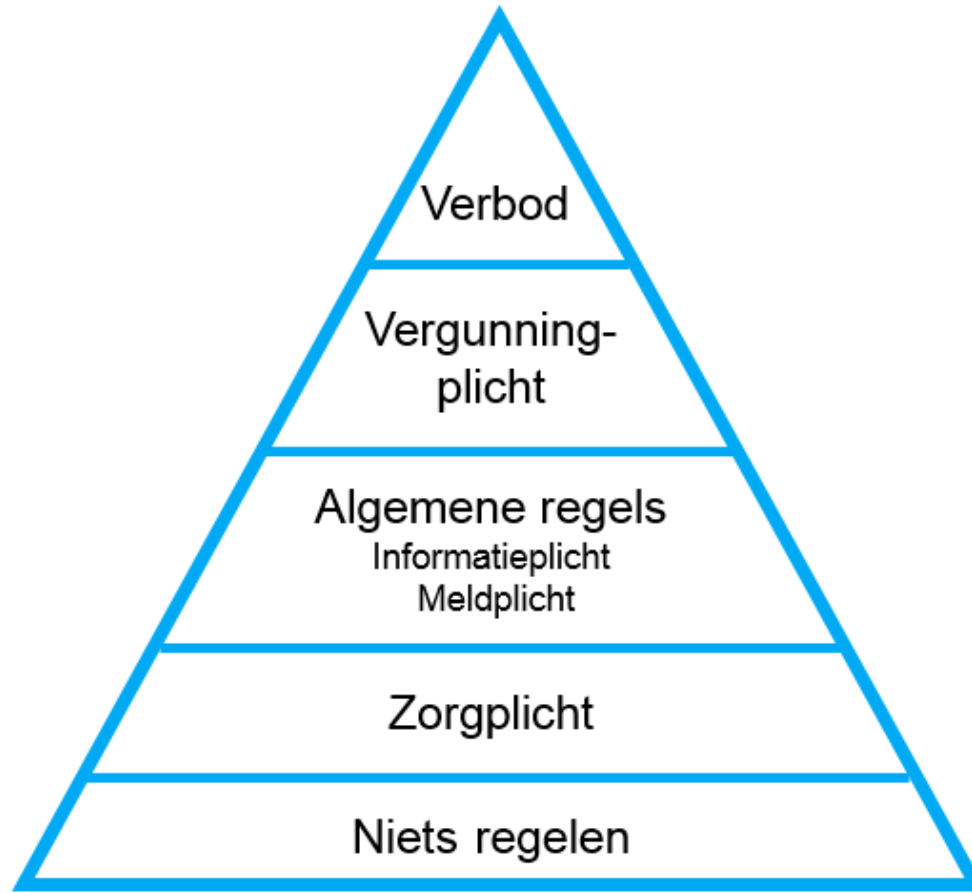 Verbod
Vergunning-
plicht
Algemene regels
Informatieplicht
Meldplicht
Zorgplicht
Niets regelen